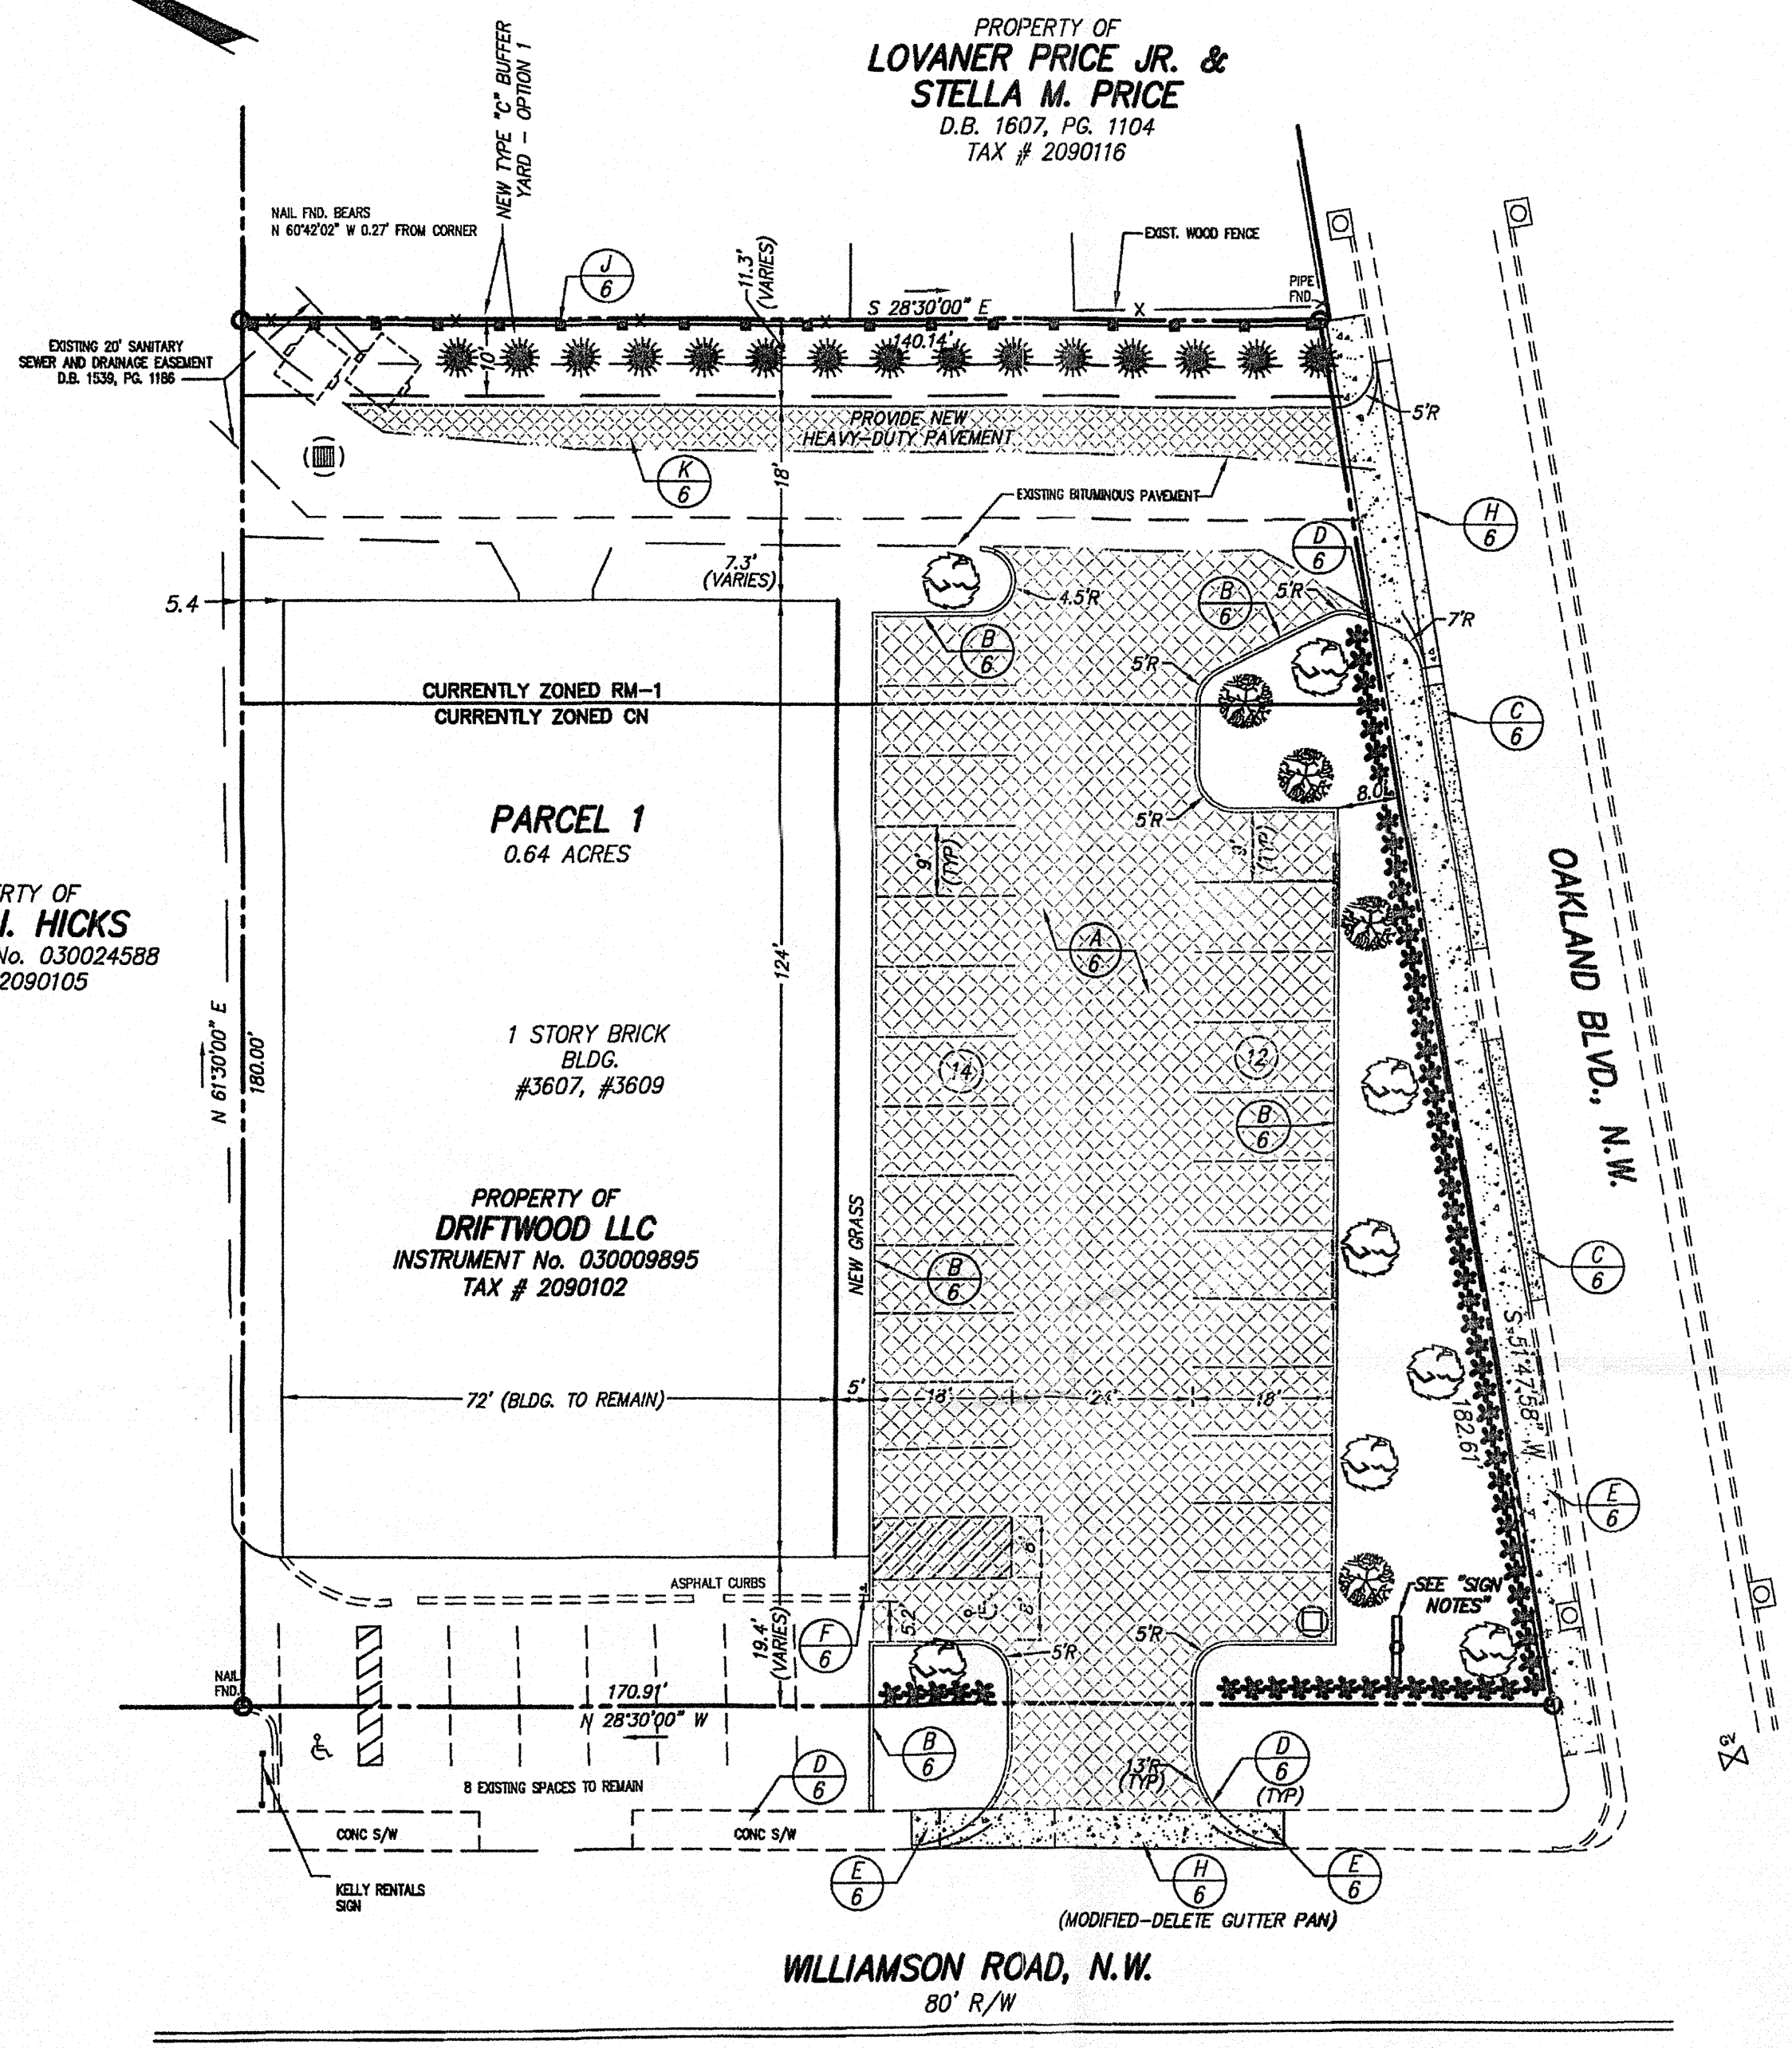 PROPERTY OF
LOVANER PRICE JR. &
STELLA M. PRICE
D.B. 1607, PG. 1104
TAX # 2090116
NEW TYPE "C" BUFFER
YARD - OPTION 1
NAIL FND. BEARS
N 60°42'02" W 0.27' FROM CORNER
J
6
11.3'
(VARIES)
S 28°30'00" E
140.14'
EXIST. WOOD FENCE
PIPE
FND.
EXISTING 20' SANITARY
SEWER AND DRAINAGE EASEMENT
D.B. 1539, PG. 1186
10'
PROVIDE NEW
HEAVY-DUTY PAVEMENT
5'R
K
6
18'
EXISTING BITUMINOUS PAVEMENT
H
6
D
6
7.3'
(VARIES)
5.4
4.5'R
B
6
5'R
7'R
B
6
5'R
CURRENTLY ZONED RM-1
CURRENTLY ZONED CN
C
6
PARCEL 1
0.64 ACRES
8.0'
5'R
9'
(TYP)
9'
(TYP)
RTY OF
HICKS
No. 030024588
2090105
A
6
124'
OAKLAND BLVD., N.W.
N 61°30'00" E
180.00'
1 STORY BRICK
BLDG.
#3607, #3609
14
12
B
6
PROPERTY OF
DRIFTWOOD LLC
INSTRUMENT No. 030009895
TAX # 2090102
NEW GRASS
B
6
C
6
S 51°47'58" W
182.61'
72' (BLDG. TO REMAIN)
5'
18'
24'
18'
E
6
8'
8'
ASPHALT CURBS
SEE "SIGN
NOTES"
19.4'
(VARIES)
F
6
5.2'
5'R
5'R
NAIL
FND.
170.91'
N 28°30'00" W
B
6
D
6
13'R
(TYP)
D
6
(TYP)
GV
8 EXISTING SPACES TO REMAIN
CONC S/W
CONC S/W
E
6
H
6
E
6
KELLY RENTALS
SIGN
(MODIFIED-DELETE GUTTER PAN)
WILLIAMSON ROAD, N.W.
80' R/W